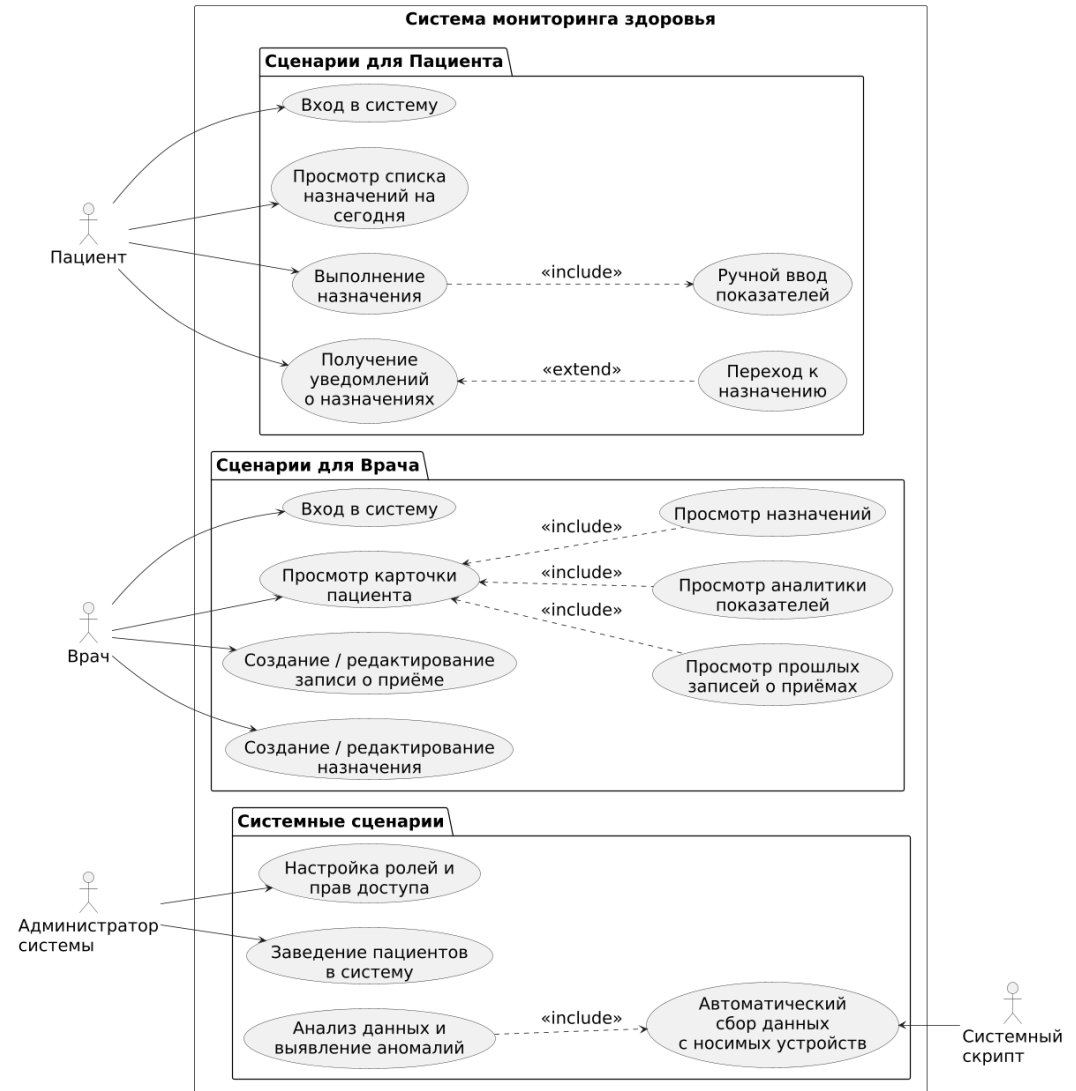 Система мониторинга здоровья
Сценарии для Пациента
Вход в систему
Просмотр списка
назначений на
сегодня
Пациент
Выполнение
назначения
«include»
Ручной ввод
показателей
Получение
уведомлений
о назначениях
«extend»
Переход к
назначению
Сценарии для Врача
Вход в систему
«include»
Просмотр назначений
Просмотр карточки
пациента
«include»
Просмотр аналитики
показателей
«include»
Врач
Создание / редактирование
записи о приёме
Просмотр прошлых
записей о приёмах
Создание / редактирование
назначения
Системные сценарии
Настройка ролей и
прав доступа
Администратор
системы
Заведение пациентов
в систему
Анализ данных и
выявление аномалий
«include»
Автоматический
сбор данных
с носимых устройств
Системный
скрипт